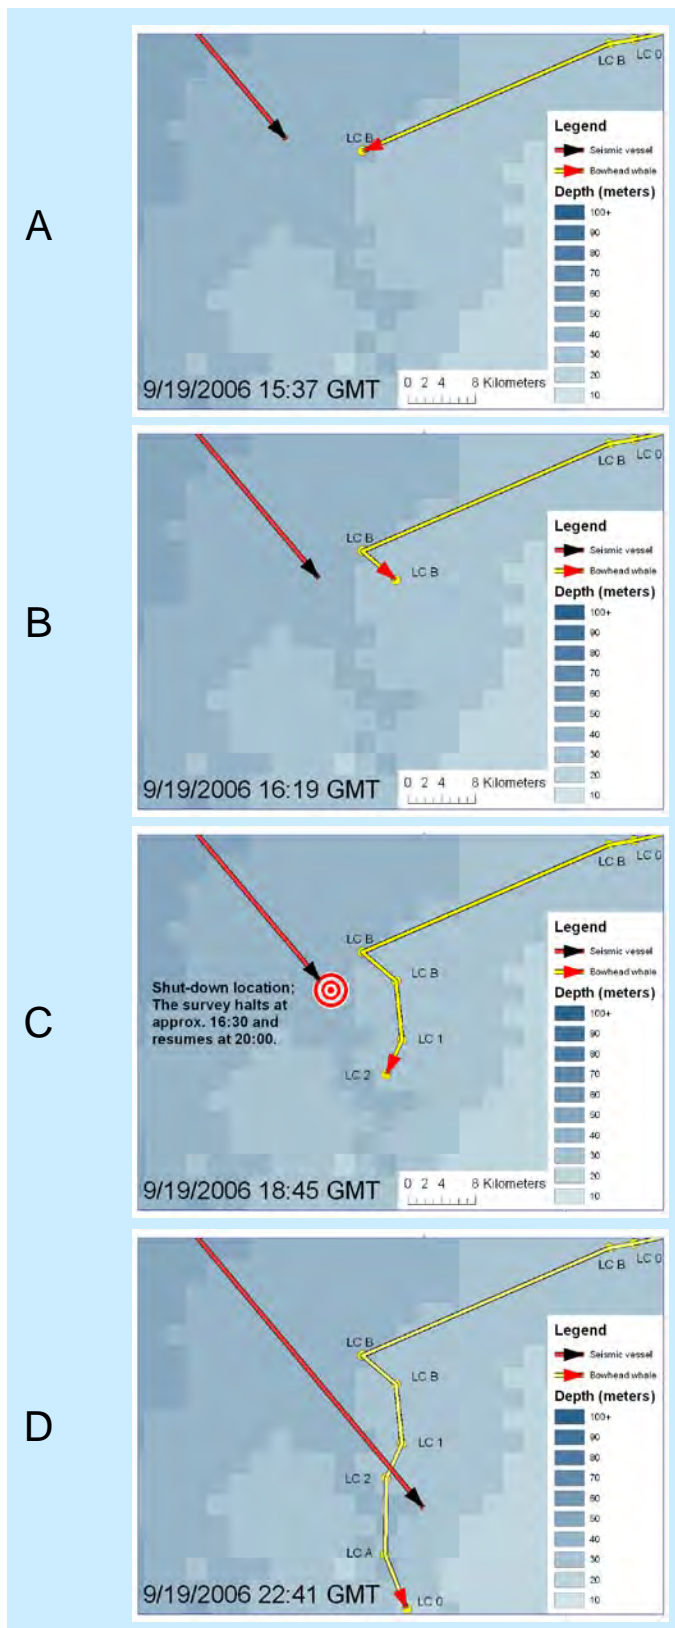 A
LC B
LC 0
LC B
Legend
Seismic vessel
Bowhead whale
Depth (meters)
100+
90
80
70
60
50
40
30
20
10
9/19/2006 15:37 GMT
0 2 4 8 Kilometers
B
LC B
LC 0
LC B
LC B
Legend
Seismic vessel
Bowhead whale
Depth (meters)
100+
90
80
70
60
50
40
30
20
10
9/19/2006 16:19 GMT
0 2 4 8 Kilometers
C
LC B
LC 0
LC B
LC B
LC 1
LC 2
Shut-down location;
The survey halts at
approx. 16:30 and
resumes at 20:00.
Legend
Seismic vessel
Bowhead whale
Depth (meters)
100+
90
80
70
60
50
40
30
20
10
9/19/2006 18:45 GMT
0 2 4 8 Kilometers
D
LC B
LC 0
LC B
LC B
LC 1
LC 2
LC A
LC 0
Legend
Seismic vessel
Bowhead whale
Depth (meters)
100+
90
80
70
60
50
40
30
20
10
9/19/2006 22:41 GMT